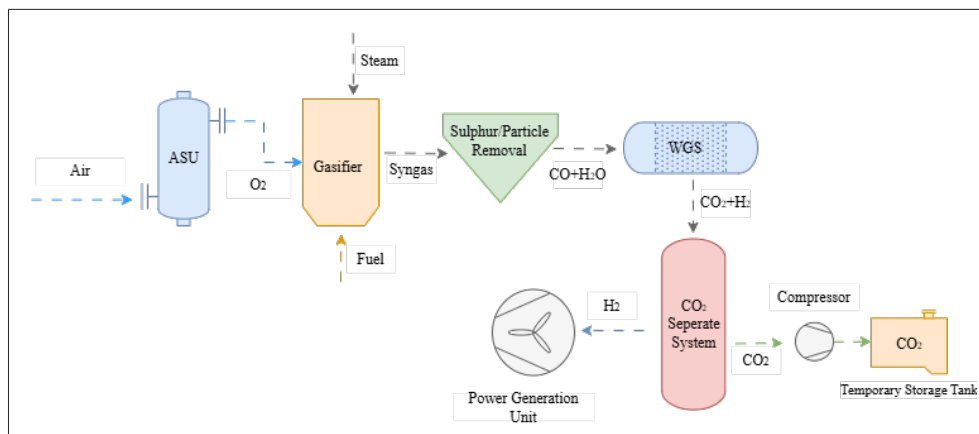 Steam
Air
ASU
O₂
Gasifier
Fuel
Syngas
Sulphur/Particle
Removal
CO+H₂O
WGS
CO₂+H₂
CO₂
Seperate
System
H₂
Power Generation
Unit
CO₂
Compressor
CO₂
Temporary Storage Tank